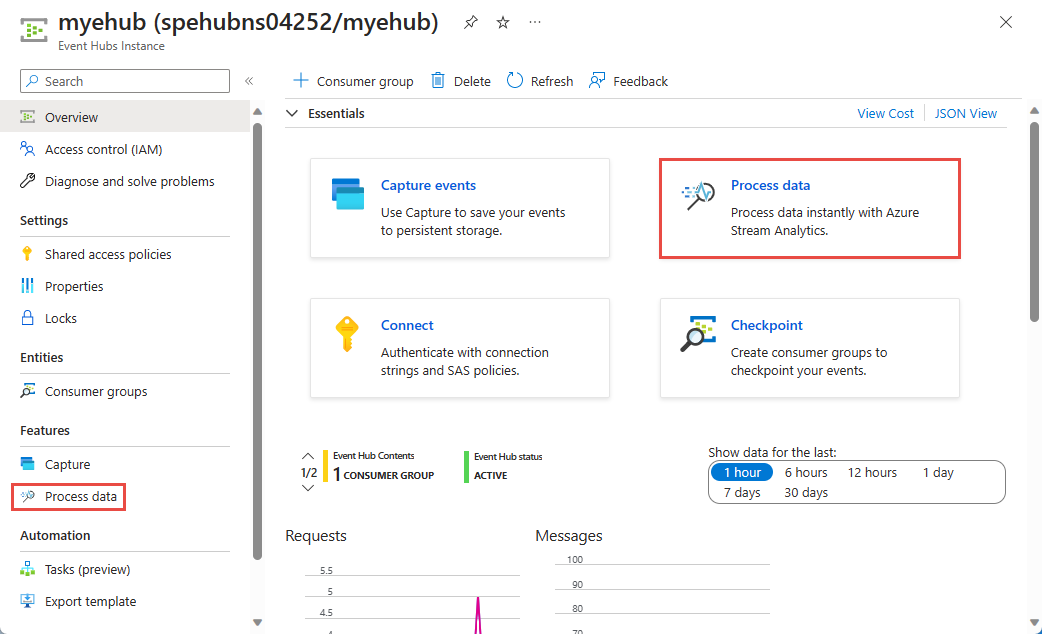 myehub (spehubns04252/myehub)
Event Hubs Instance
Search
Overview
Access control (IAM)
Diagnose and solve problems
Settings
Shared access policies
Properties
Locks
Entities
Consumer groups
Features
Capture
Process data
Automation
Tasks (preview)
Export template
Consumer group
Delete
Refresh
Feedback
Essentials
View Cost
JSON View
Capture events
Use Capture to save your events
to persistent storage.
Process data
Process data instantly with Azure
Stream Analytics.
Connect
Authenticate with connection
strings and SAS policies.
Checkpoint
Create consumer groups to
checkpoint your events.
1/2
Event Hub Contents
1 CONSUMER GROUP
Event Hub status
ACTIVE
Show data for the last:
1 hour 6 hours 12 hours 1 day
7 days 30 days
Requests
5.5
5
4.5
4
Messages
100
90
80
70